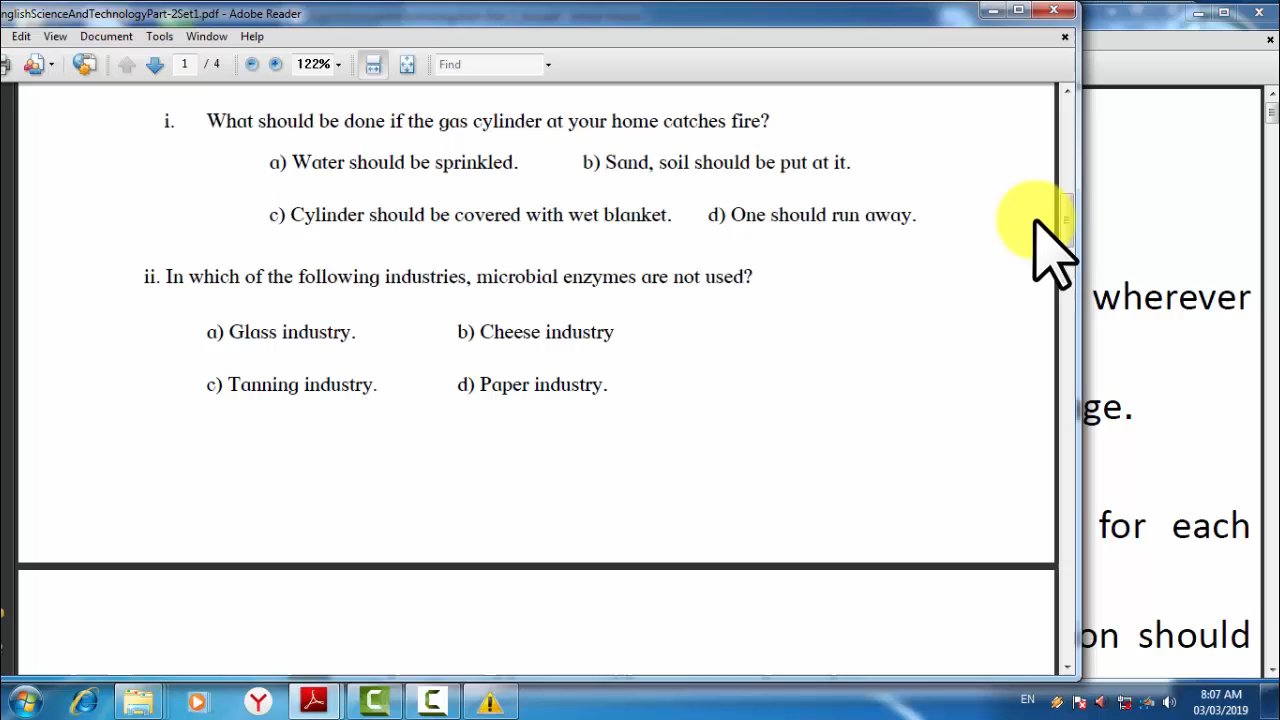 nglishScienceAndTechnologyPart-2Set1.pdf - Adobe Reader
Edit View Document Tools Window Help
1 / 4 122% Find
i. What should be done if the gas cylinder at your home catches fire?
a) Water should be sprinkled. b) Sand, soil should be put at it.
c) Cylinder should be covered with wet blanket. d) One should run away.
ii. In which of the following industries, microbial enzymes are not used?
a) Glass industry. b) Cheese industry
c) Tanning industry. d) Paper industry.
wherever
ge.
for each
on should
EN
8:07 AM
03/03/2019